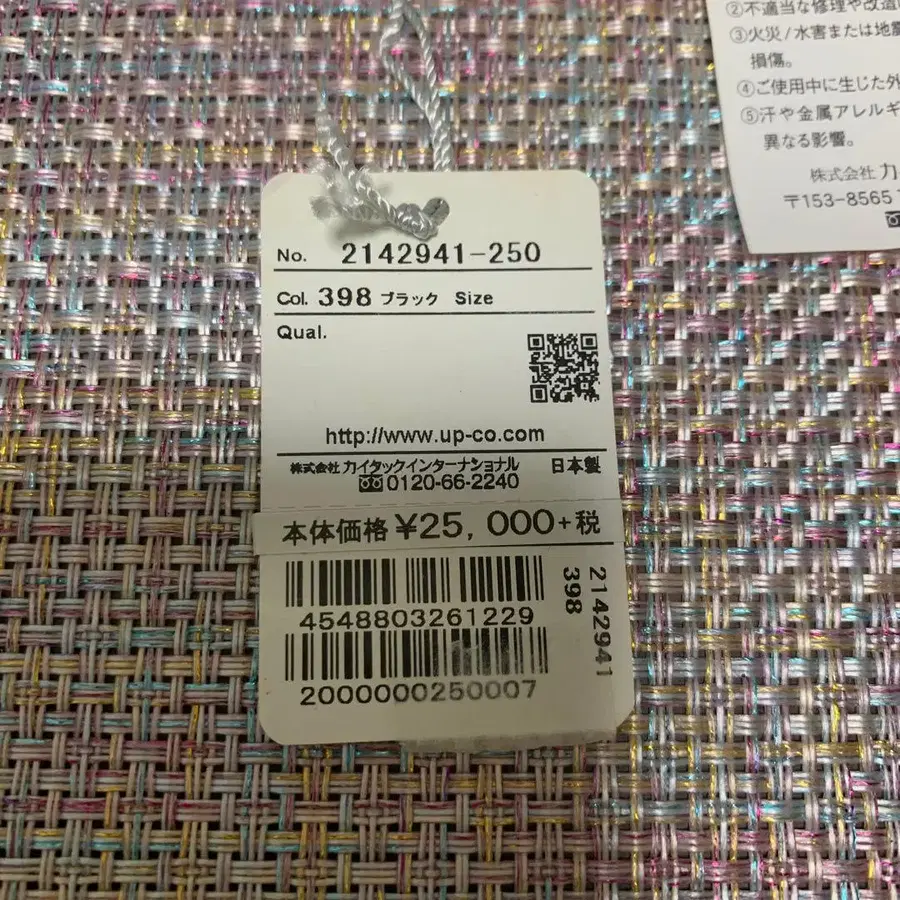 ②不適当な修理や改造
③火災/水害または地震
損傷。
④ご使用中に生じた外
⑤汗や金属アレルギ
異なる影響。
株式会社カ
〒153-8565
No. 2142941-250
Col. 398 ブラック Size
Qual.
http://www.up-co.com
株式会社 カイタックインターナショナル 日本製
0120-66-2240
本体価格 ¥25,000+税
4548803261229
2000000250007
2142941
398